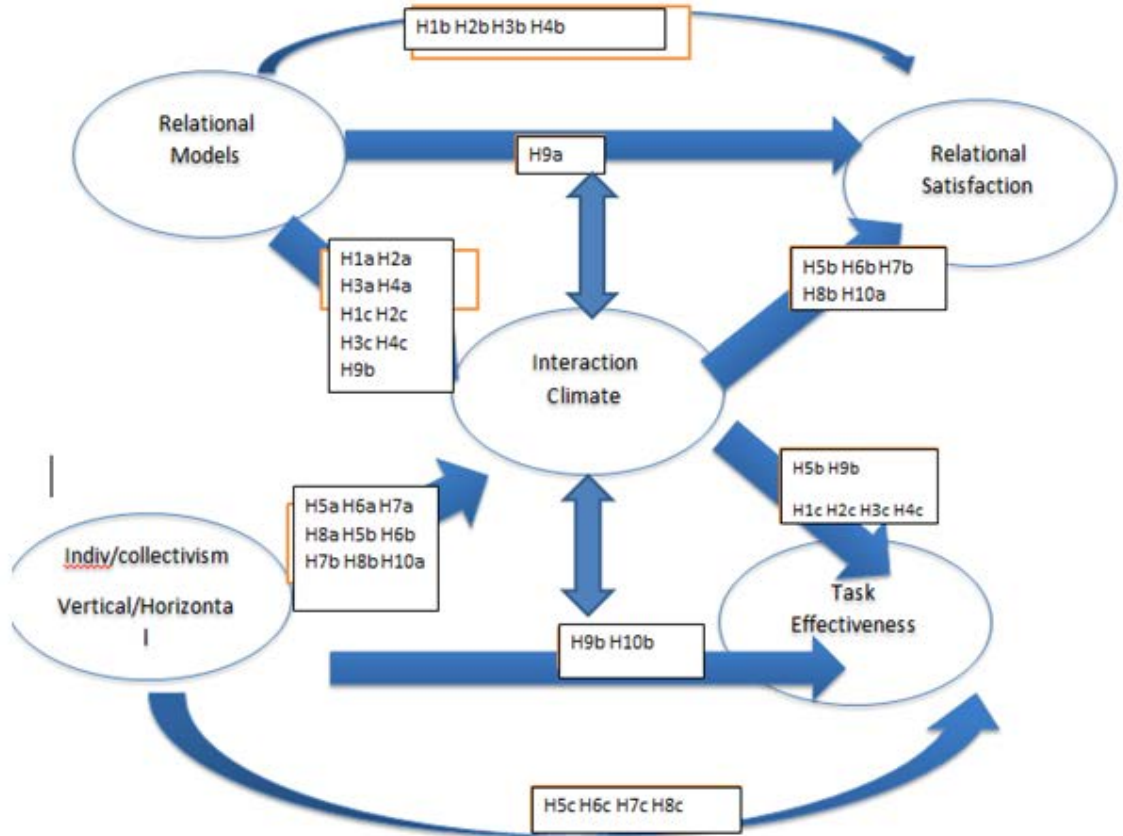 H1b H2b H3b H4b
Relational
Models
H9a
Relational
Satisfaction
H1a H2a
H3a H4a
H1c H2c
H3c H4c
H9b
H5b H6b H7b
H8b H10a
Interaction
Climate
H5b H9b
H1c H2c H3c H4c
H5a H6a H7a
H8a H5b H6b
H7b H8b H10a
Indiv/collectivism
Vertical/Horizonta
l
Task
Effectiveness
H9b H10b
H5c H6c H7c H8c